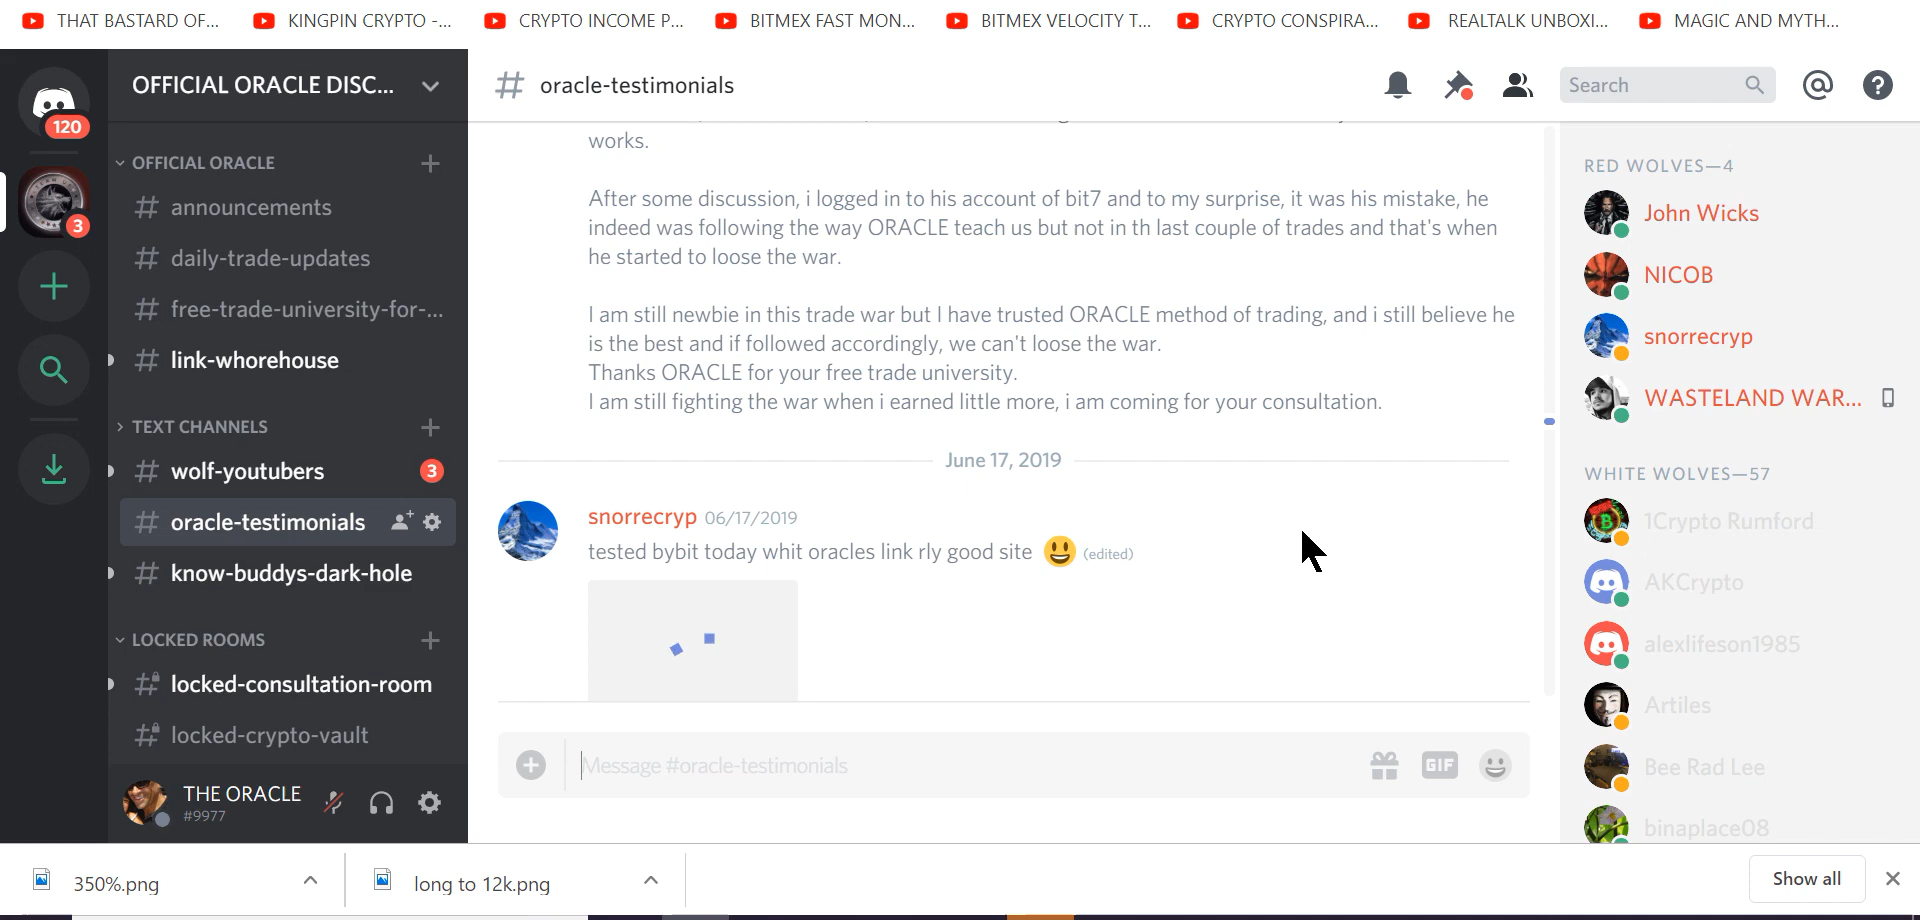 THAT BASTARD OF...
KINGPIN CRYPTO -...
CRYPTO INCOME P...
BITMEX FAST MON...
BITMEX VELOCITY T...
CRYPTO CONSPIRA...
REALTALK UNBOXI...
MAGIC AND MYTH...
120
3
OFFICIAL ORACLE DISC...
OFFICIAL ORACLE
# announcements
# daily-trade-updates
# free-trade-university-for-...
# link-whorehouse
TEXT CHANNELS
# wolf-youtubers 3
# oracle-testimonials
# know-buddys-dark-hole
LOCKED ROOMS
# locked-consultation-room
# locked-crypto-vault
THE ORACLE
#9977
# oracle-testimonials
Search
works.
After some discussion, i logged in to his account of bit7 and to my surprise, it was his mistake, he
indeed was following the way ORACLE teach us but not in th last couple of trades and that's when
he started to loose the war.
I am still newbie in this trade war but I have trusted ORACLE method of trading, and i still believe he
is the best and if followed accordingly, we can't loose the war.
Thanks ORACLE for your free trade university.
I am still fighting the war when i earned little more, i am coming for your consultation.
June 17, 2019
snorrecryp 06/17/2019
tested bybit today whit oracles link rly good site (edited)
Message #oracle-testimonials
GIF
RED WOLVES—4
John Wicks
NICOB
snorrecryp
WASTELAND WAR...
WHITE WOLVES—57
1Crypto Rumford
AKCrypto
alexlifeson1985
Artiles
Bee Rad Lee
binaplace08
350%.png
long to 12k.png
Show all